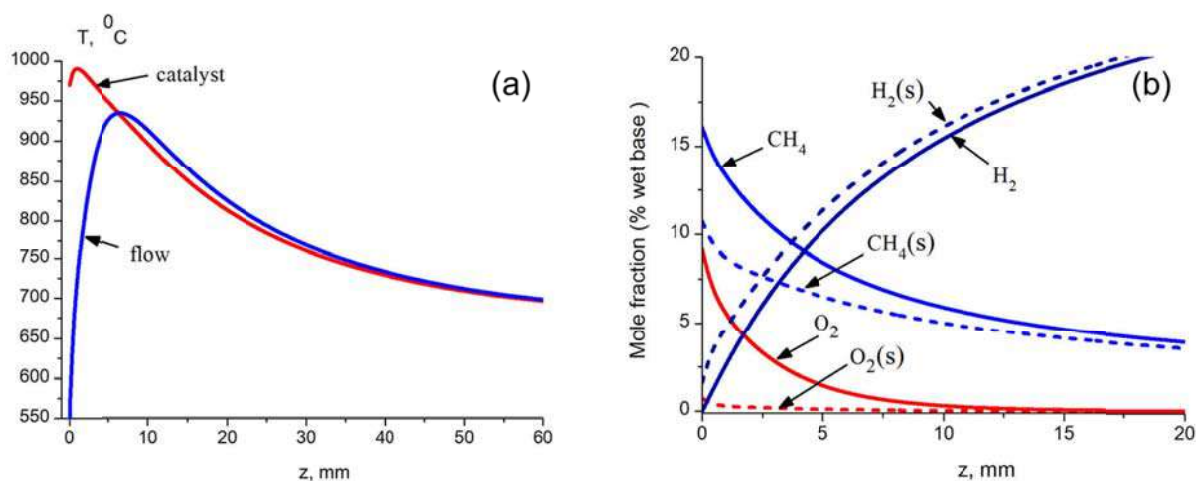 T, ⁰C
1000
950
900
850
800
750
700
650
600
550
catalyst
flow
(a)
0 10 20 30 40 50 60
z, mm
Mole fraction (% wet base)
20
15
10
5
0
(b)
H₂(s)
H₂
CH₄
CH₄(s)
O₂
O₂(s)
0 5 10 15 20
z, mm